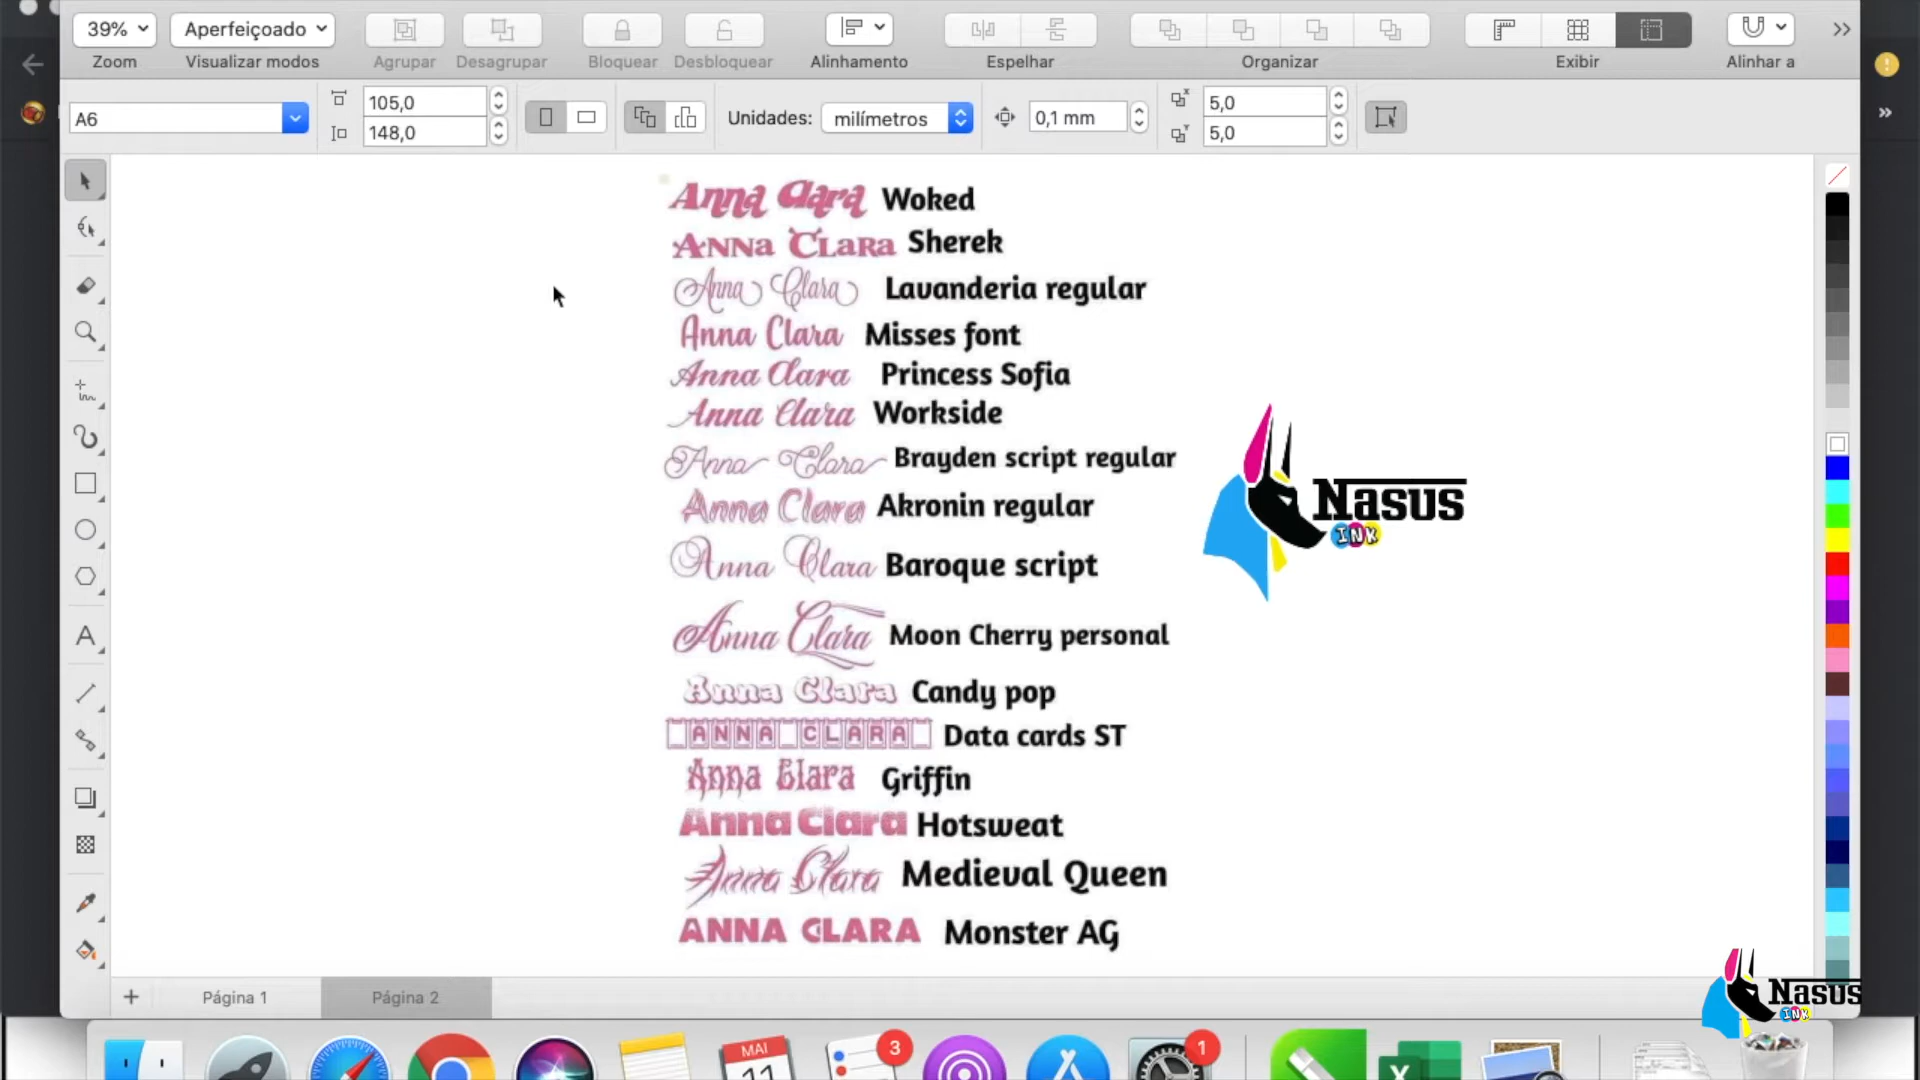 39% Aperfeiçoado
Zoom Visualizar modos Agrupar Desagrupar Bloquear Desbloquear Alinhamento Espelhar Organizar Exibir Alinhar a
A6 105,0 148,0 Unidades: milímetros 0,1 mm 5,0 5,0
Anna Clara Woked
Anna Clara Sherek
Anna Clara Lavanderia regular
Anna Clara Misses font
Anna Clara Princess Sofia
Anna Clara Workside
Anna Clara Brayden script regular
Anna Clara Akronin regular
Anna Clara Baroque script
Anna Clara Moon Cherry personal
Anna Clara Candy pop
ANNA CLARA Data cards ST
Anna Clara Griffin
Anna Clara Hotsweat
Anna Clara Medieval Queen
ANNA CLARA Monster AG
Nasus
INK
Página 1 Página 2
Nasus
INK
MAI
11
3
1